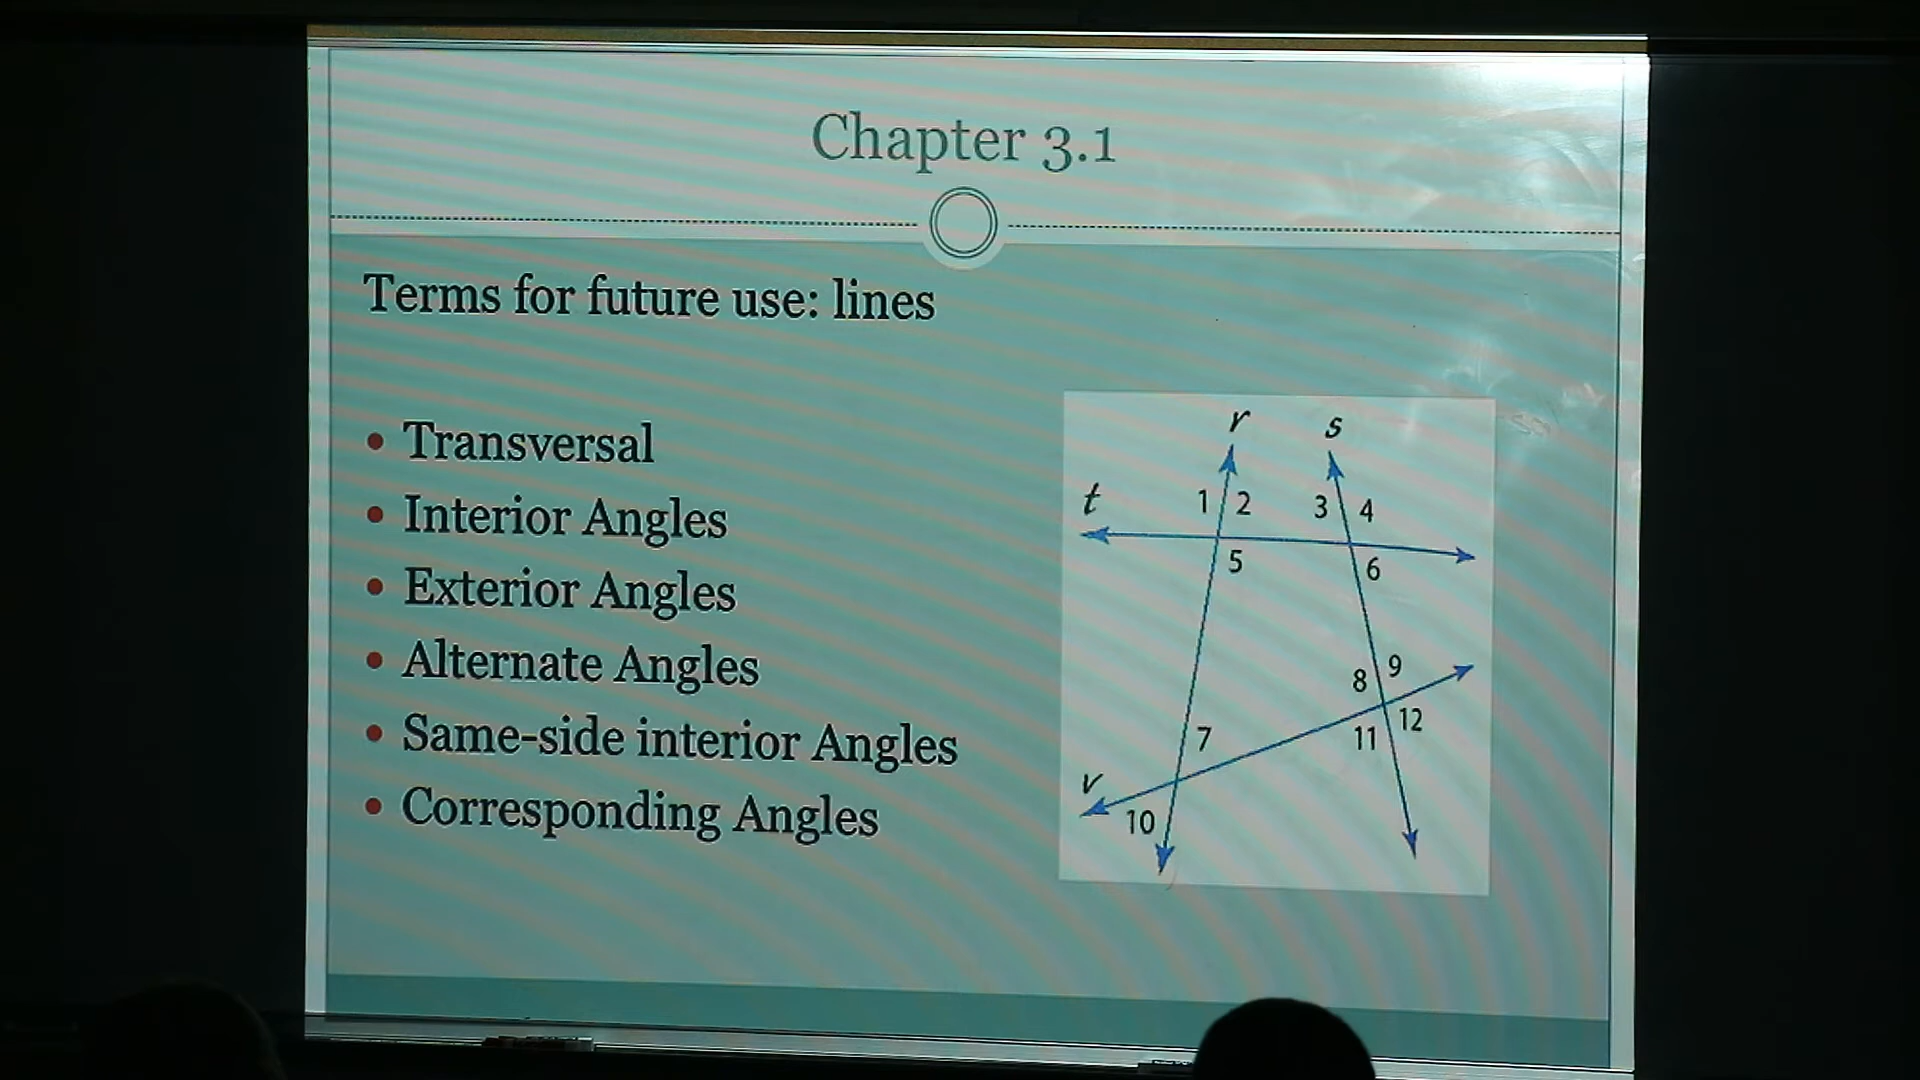 Chapter 3.1
Terms for future use: lines
• Transversal
• Interior Angles
• Exterior Angles
• Alternate Angles
• Same-side interior Angles
• Corresponding Angles
r s
t 1 2 3 4
5 6
8 9
7 11 12
v
10